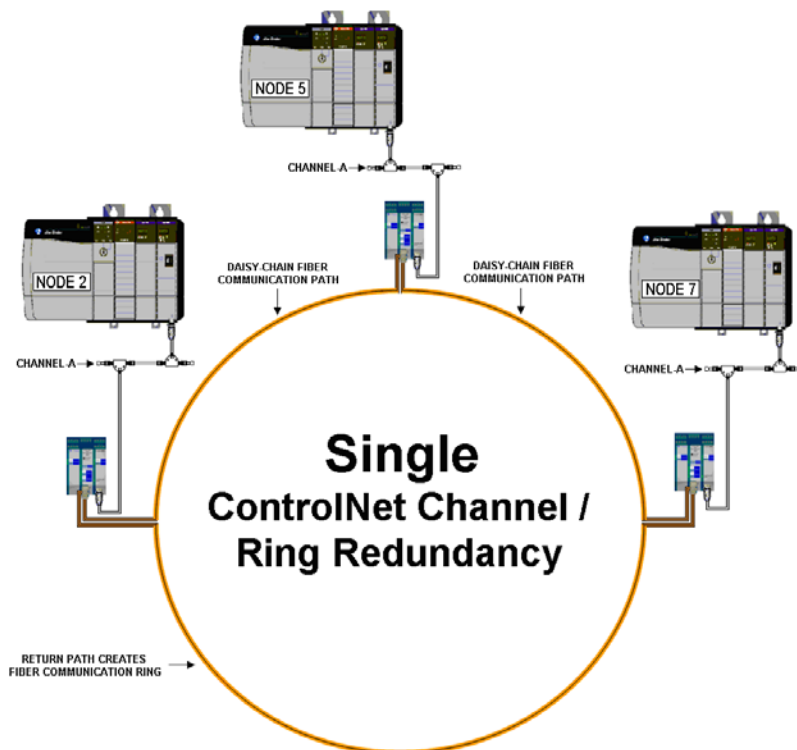 NODE 5
CHANNEL-A
DAISY-CHAIN FIBER
COMMUNICATION PATH
DAISY-CHAIN FIBER
COMMUNICATION PATH
NODE 2
NODE 7
CHANNEL-A
CHANNEL-A
Single
ControlNet Channel /
Ring Redundancy
RETURN PATH CREATES
FIBER COMMUNICATION RING